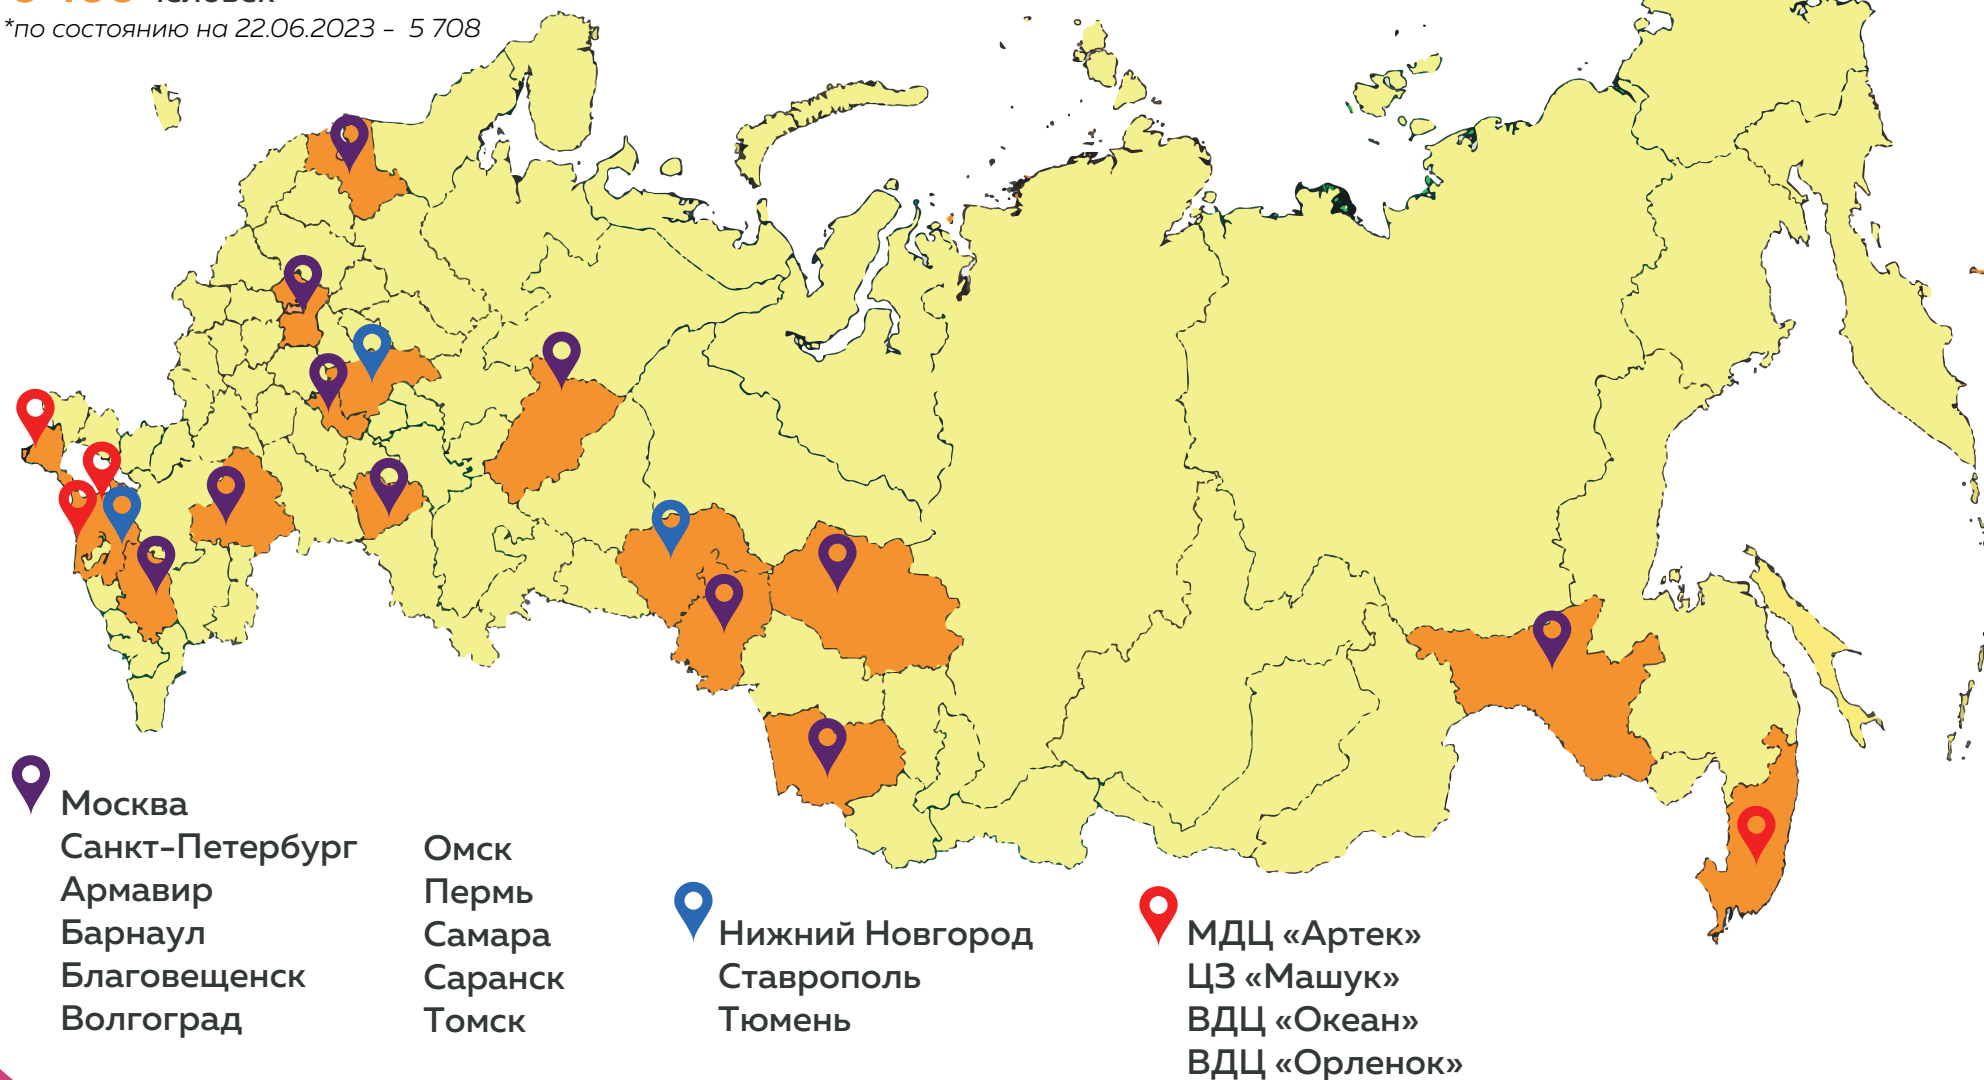 человек
*по состоянию на 22.06.2023 - 5 708
Москва
Санкт-Петербург
Армавир
Барнаул
Благовещенск
Волгоград
Омск
Пермь
Самара
Саранск
Томск
Нижний Новгород
Ставрополь
Тюмень
МДЦ «Артек»
ЦЗ «Машук»
ВДЦ «Океан»
ВДЦ «Орленок»